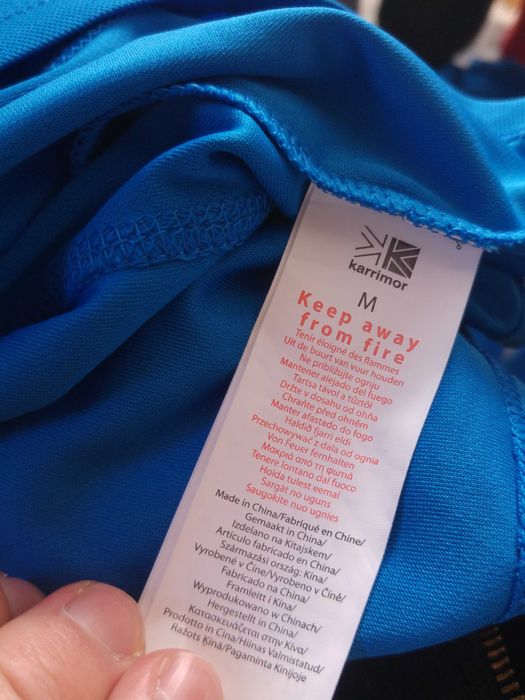 karrimor
M
Keep away
from fire
Tenir éloigné des flammes
Uit de buurt van vuur houden
Ne približujte ognju
Mantener alejado del fuego
Tartsa távol a tűztől
Držte v dosahu od ohňa
Chraňte před ohněm
Manter afastado do fogo
Haldið fjarri eldi
Przechowywać z dala od ognia
Von Feuer fernhalten
Μακριά από τη φωτιά
Tenere lontano dal fuoco
Hoida tulest eemal
Sargāt no uguns
Saugokite nuo ugnies
Made in China/Fabriqué en Chine/
Gemaakt in China/
Izdelano na Kitajskem/
Artículo fabricado en China/
Származási ország: Kína/
Vyrobené v Číne/Vyrobeno v Číně/
Fabricado na China/
Framleitt í Kína/
Wyprodukowano w Chinach/
Hergestellt in China/
Κατασκευάζεται στην Κίνα/
Prodotto in Cina/Hiinas Valmistatud/
Ražots Ķīnā/Pagaminta Kinijoje